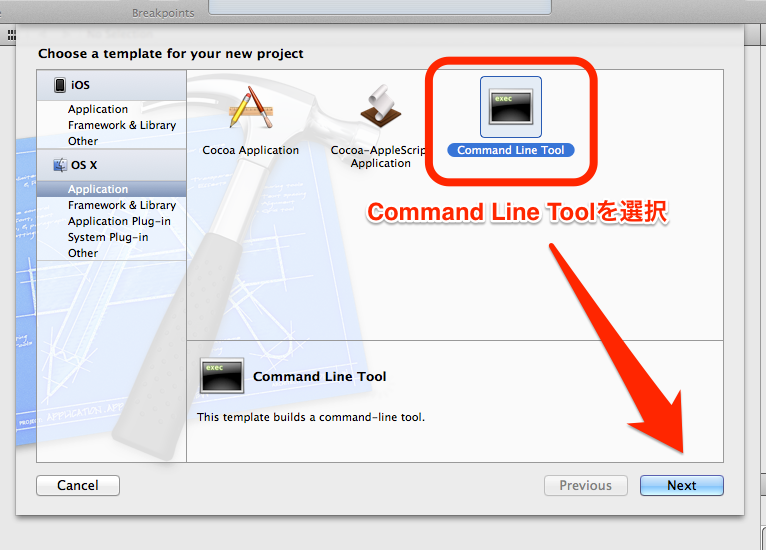 Breakpoints
Choose a template for your new project
iOS
Application
Framework & Library
Other
OS X
Application
Framework & Library
Application Plug-in
System Plug-in
Other
Cocoa Application
Cocoa-AppleScrip
Application
exec
Command Line Tool
Command Line Toolを選択
exec
Command Line Tool
This template builds a command-line tool.
Cancel
Previous
Next